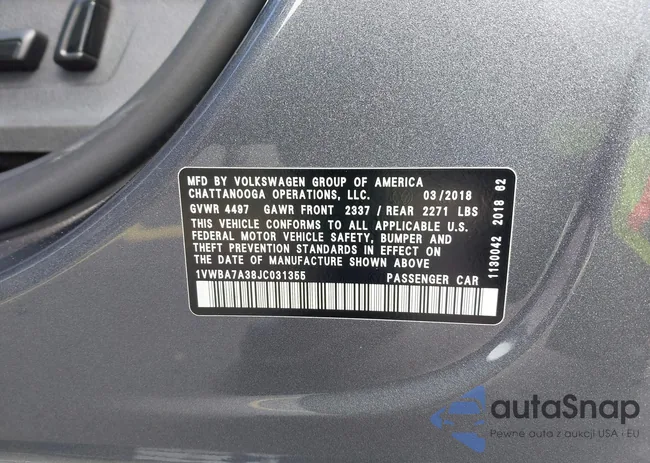 MFD BY VOLKSWAGEN GROUP OF AMERICA
CHATTANOOGA OPERATIONS, LLC. 03/2018
GVWR 4497 GAWR FRONT 2337 / REAR 2271 LBS
THIS VEHICLE CONFORMS TO ALL APPLICABLE U.S.
FEDERAL MOTOR VEHICLE SAFETY, BUMPER AND
THEFT PREVENTION STANDARDS IN EFFECT ON
THE DATE OF MANUFACTURE SHOWN ABOVE
1VWBA7A38JC031355 PASSENGER CAR
1130042 2018 62
autaSnap
Pewne auta z aukcji USA - EU